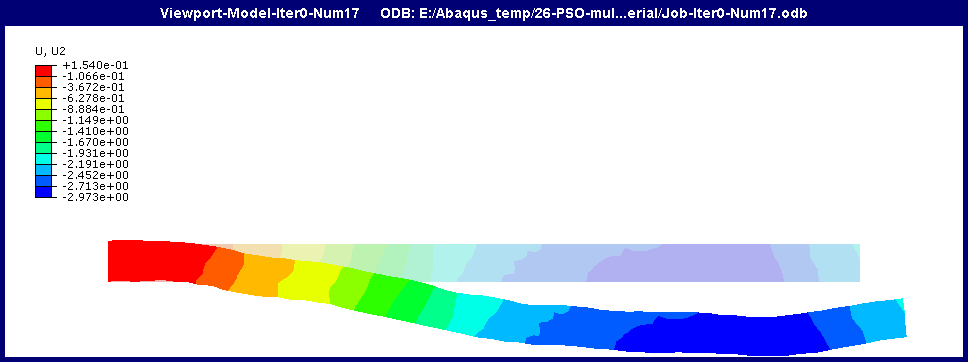 Viewport-Model-Iter0-Num17 ODB: E:/Abaqus_temp/26-PSO-mul...erial/Job-Iter0-Num17.odb
U, U2
+1.540e-01
-1.066e-01
-3.672e-01
-6.278e-01
-8.884e-01
-1.149e+00
-1.410e+00
-1.670e+00
-1.931e+00
-2.191e+00
-2.452e+00
-2.713e+00
-2.973e+00